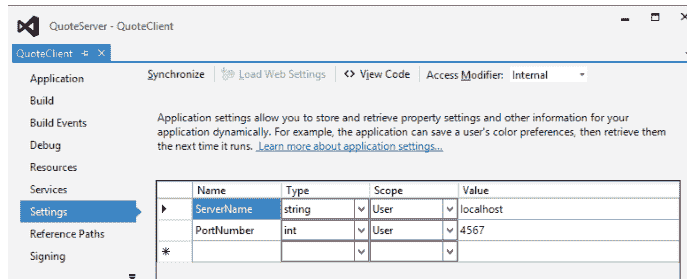 QuoteServer - QuoteClient
QuoteClient
Application
Build
Build Events
Debug
Resources
Services
Settings
Reference Paths
Signing
Synchronize Load Web Settings View Code Access Modifier: Internal
Application settings allow you to store and retrieve property settings and other information for your
application dynamically. For example, the application can save a user's color preferences, then retrieve them
the next time it runs. Learn more about application settings...
Name Type Scope Value
ServerName string User localhost
PortNumber int User 4567